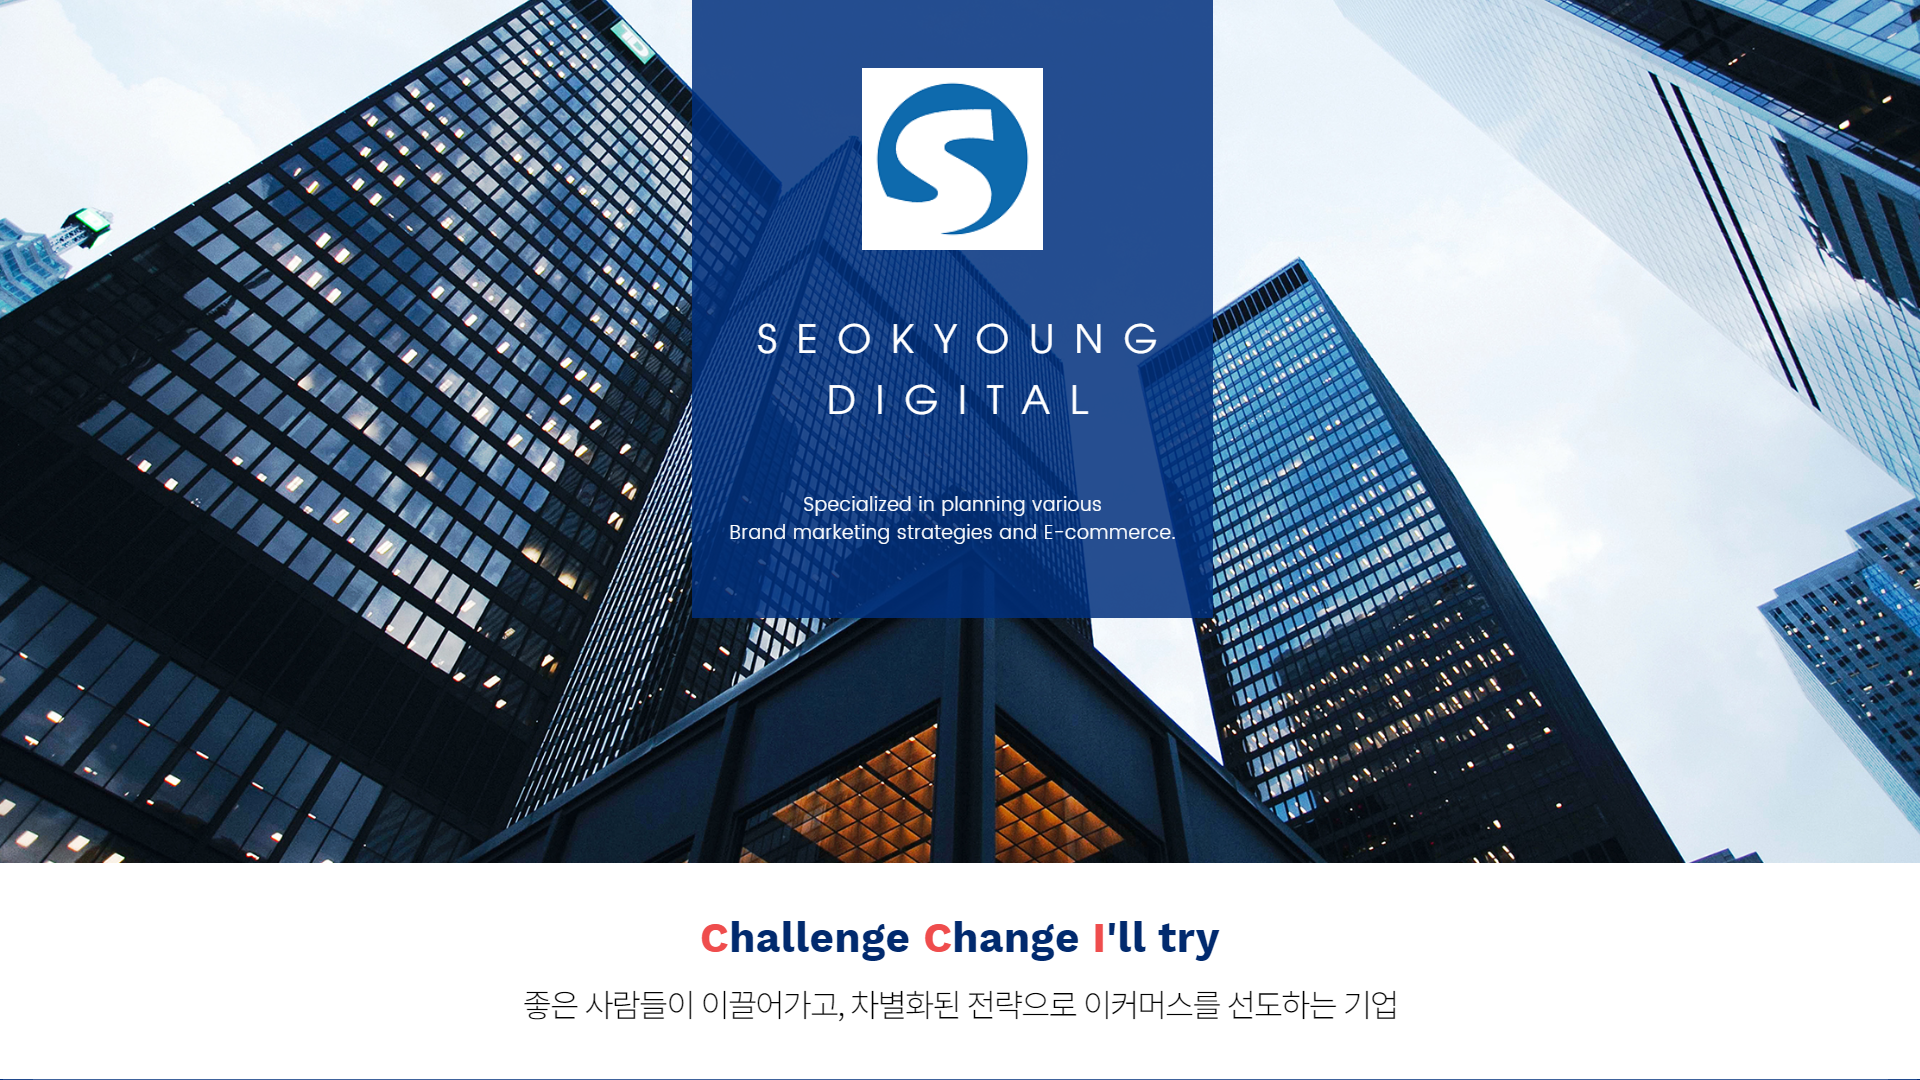 SEOKYOUNG
DIGITAL
Specialized in planning various
Brand marketing strategies and E-commerce.
Challenge Change I'll try
좋은 사람들이 이끌어가고, 차별화된 전략으로 이커머스를 선도하는 기업